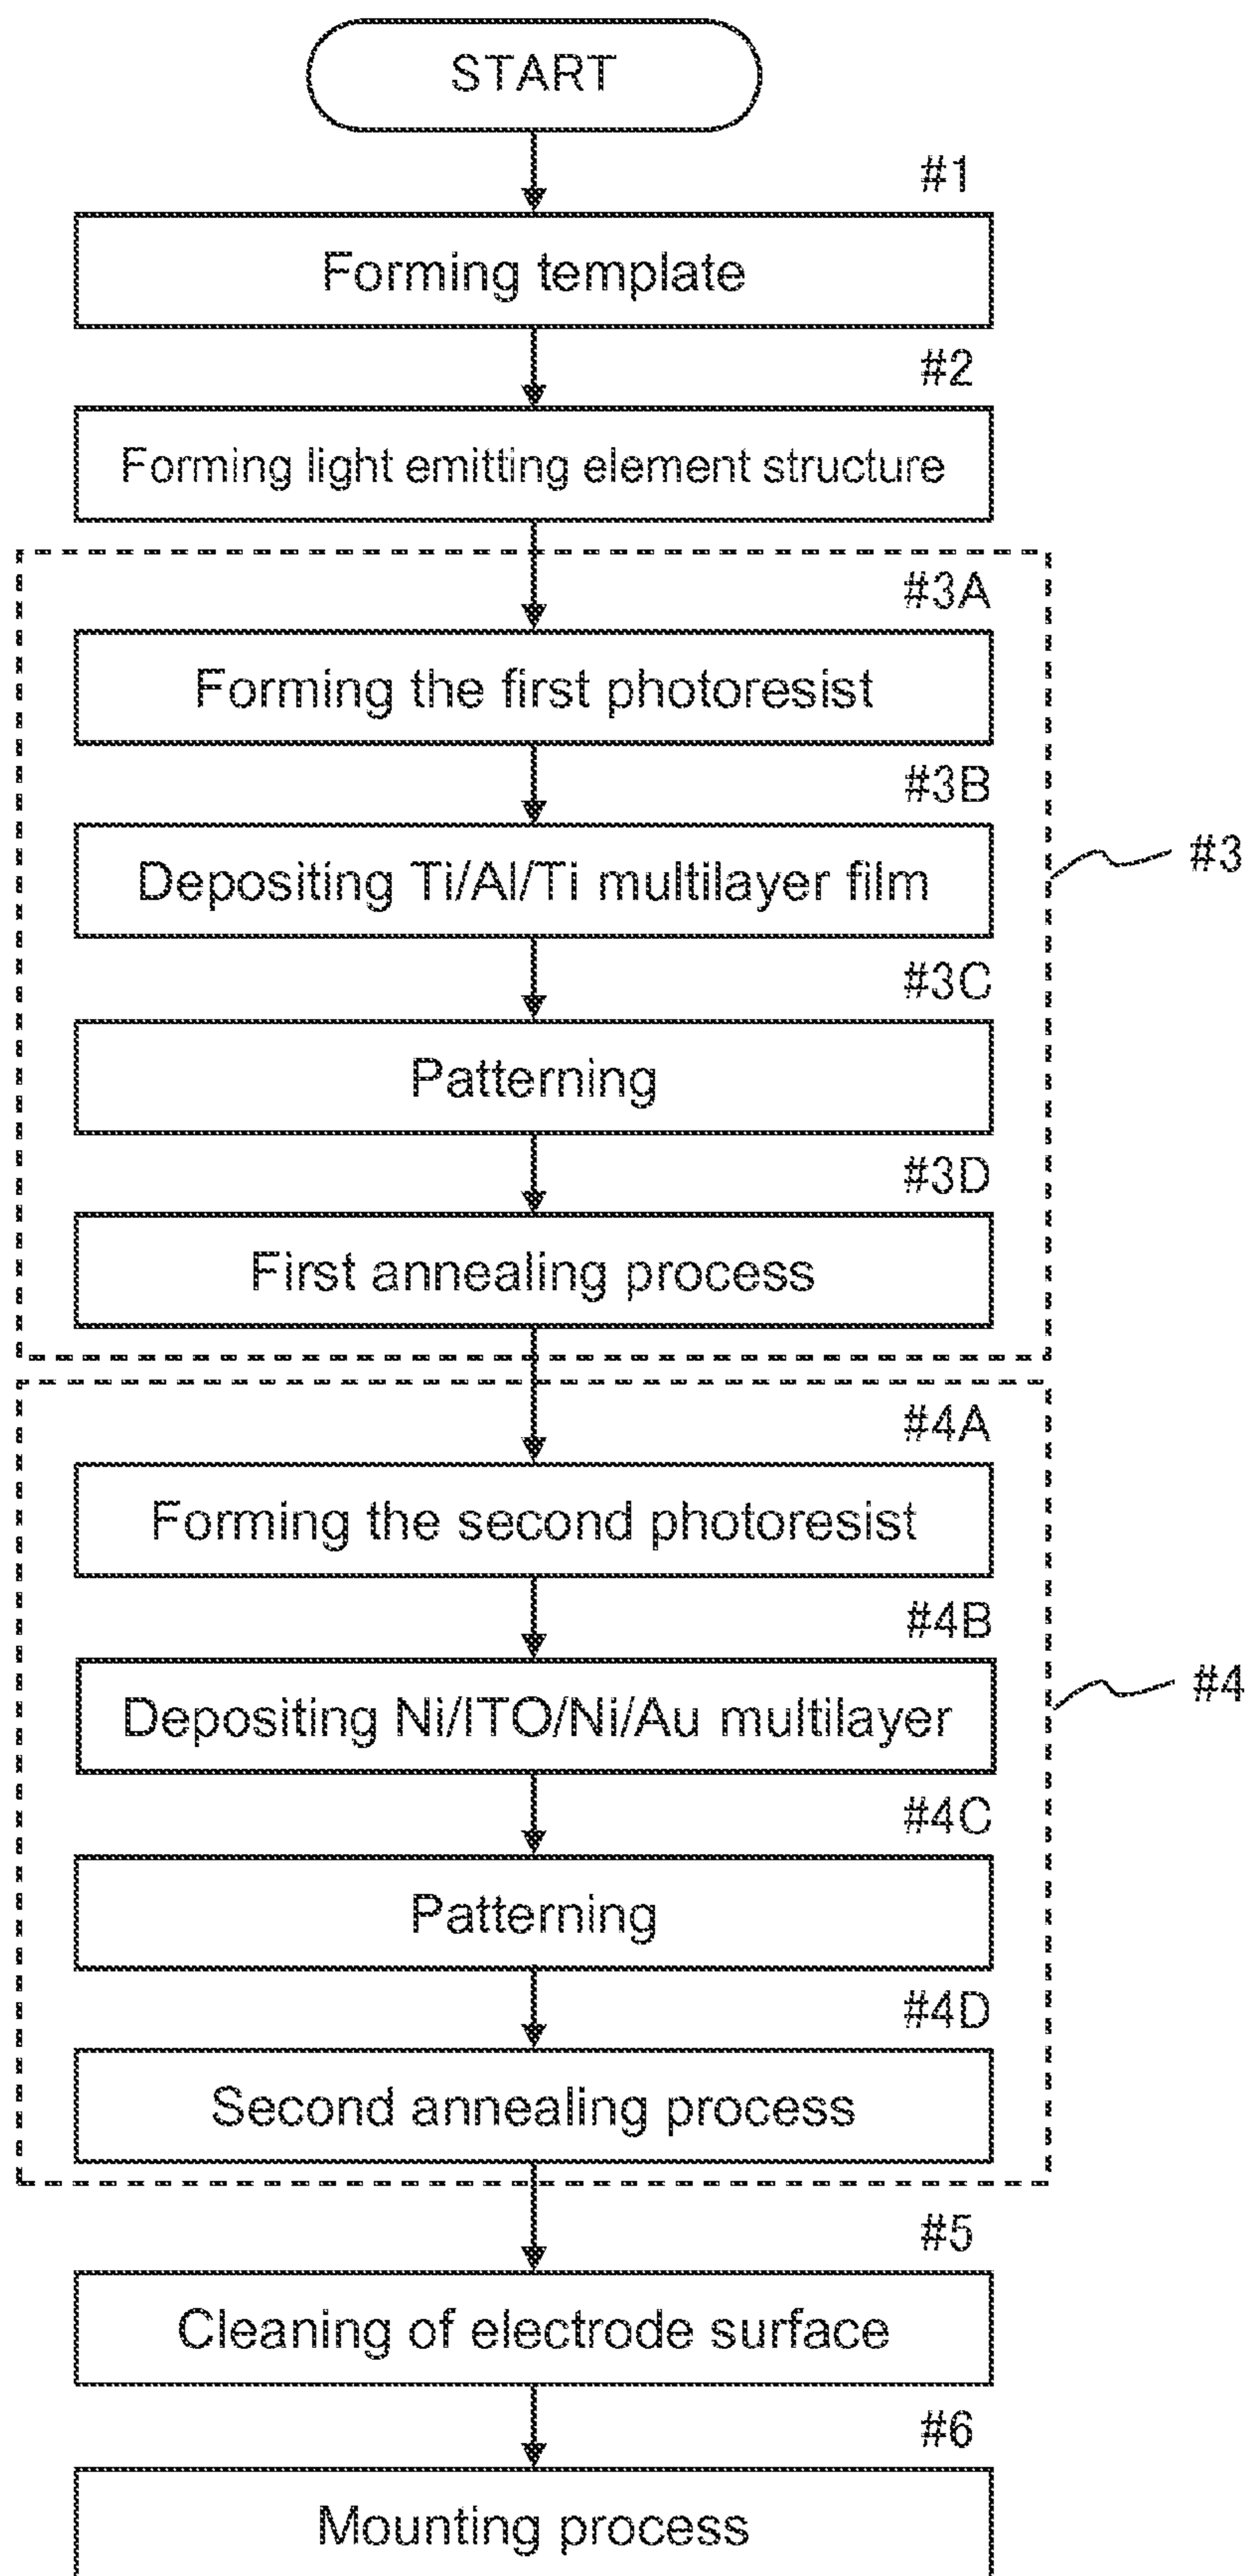 START
#1
Forming template
#2
Forming light emitting element structure
#3A
Forming the first photoresist
#3B
Depositing Ti/Al/Ti multilayer film
#3
#3C
Patterning
#3D
First annealing process
#4A
Forming the second photoresist
#4B
Depositing Ni/ITO/Ni/Au multilayer
#4
#4C
Patterning
#4D
Second annealing process
#5
Cleaning of electrode surface
#6
Mounting process